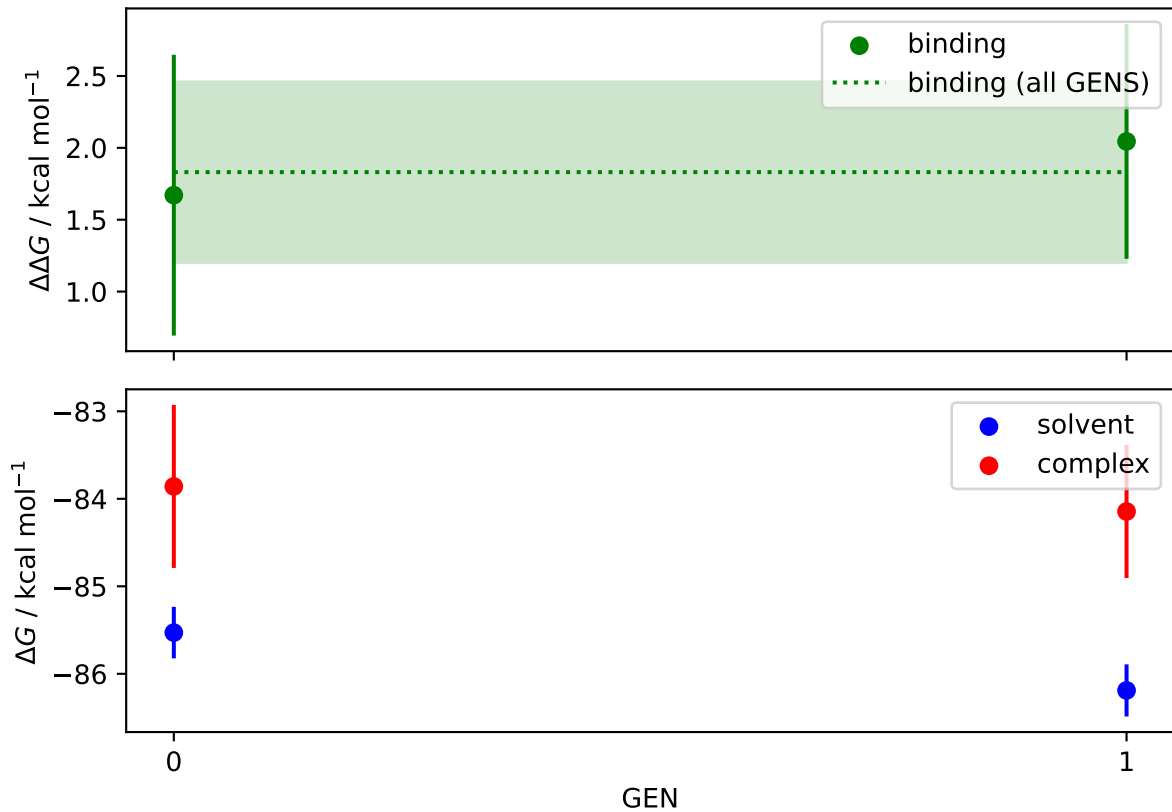 ΔΔG / kcal mol⁻¹
2.5
2.0
1.5
1.0
binding
binding (all GENS)
ΔG / kcal mol⁻¹
−83
−84
−85
−86
solvent
complex
0
1
GEN